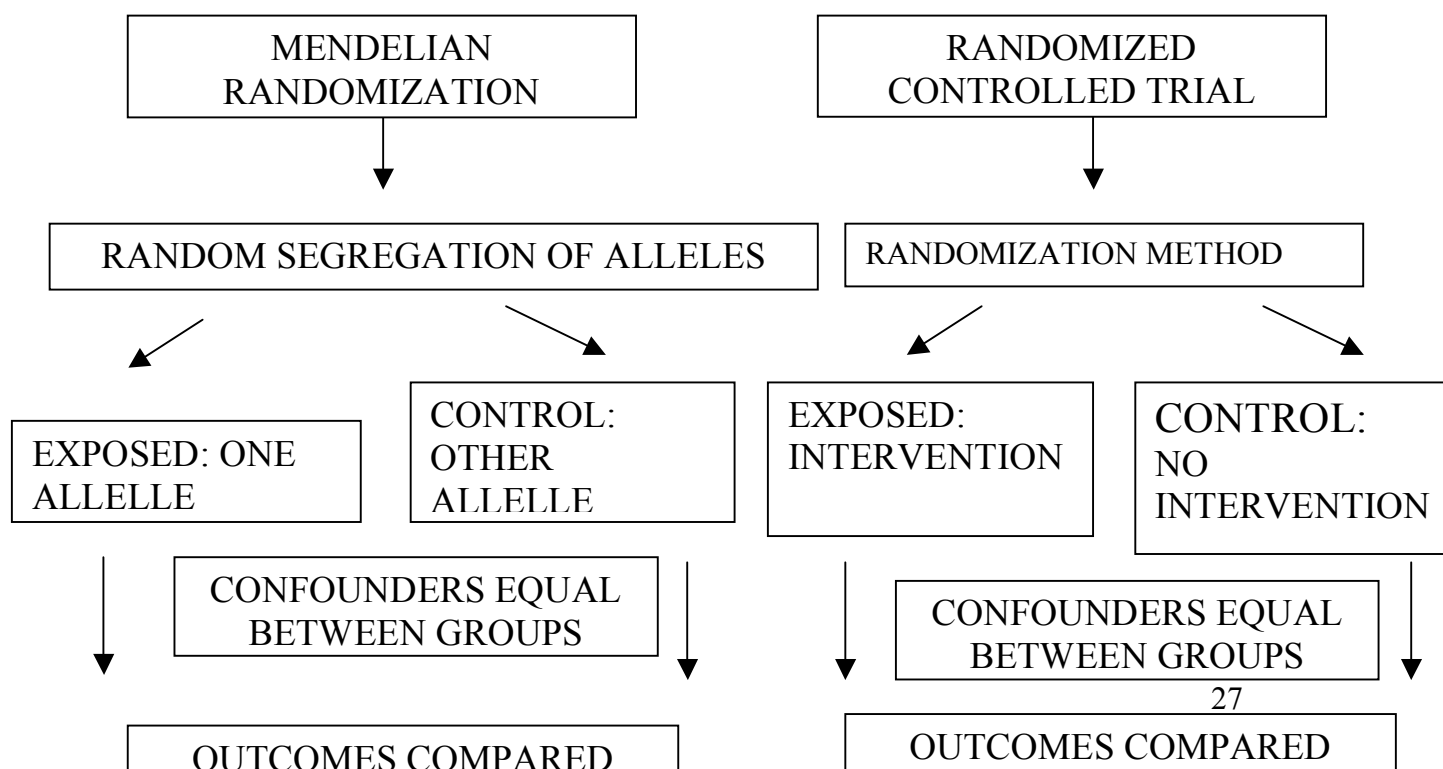 MENDELIAN
RANDOMIZATION
RANDOMIZED
CONTROLLED TRIAL
RANDOM SEGREGATION OF ALLELES
RANDOMIZATION METHOD
EXPOSED: ONE
ALLELLE
CONTROL:
OTHER
ALLELLE
EXPOSED:
INTERVENTION
CONTROL:
NO
INTERVENTION
CONFOUNDERS EQUAL
BETWEEN GROUPS
CONFOUNDERS EQUAL
BETWEEN GROUPS
27
OUTCOMES COMPARED
OUTCOMES COMPARED